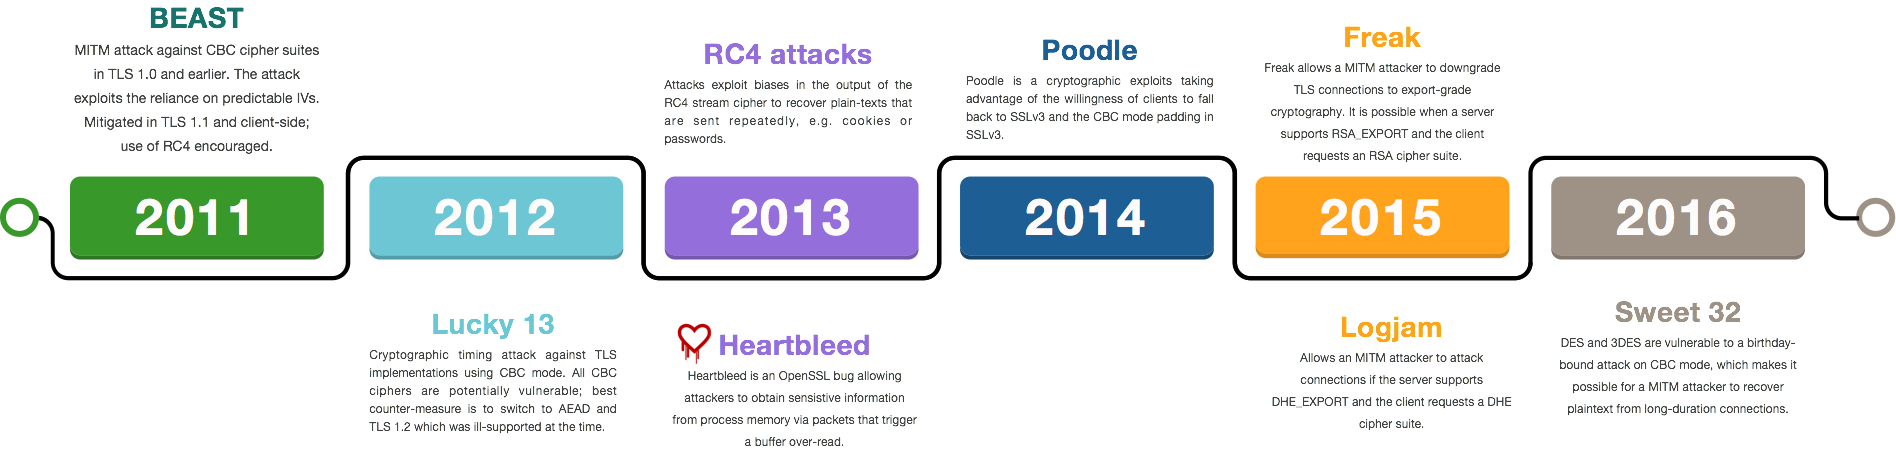 BEAST
MITM attack against CBC cipher suites
in TLS 1.0 and earlier. The attack
exploits the reliance on predictable IVs.
Mitigated in TLS 1.1 and client-side;
use of RC4 encouraged.
2011
2012
Lucky 13
Cryptographic timing attack against TLS
implementations using CBC mode. All CBC
ciphers are potentially vulnerable; best
counter-measure is to switch to AEAD and
TLS 1.2 which was ill-supported at the time.
RC4 attacks
Attacks exploit biases in the output of the
RC4 stream cipher to recover plain-texts that
are sent repeatedly, e.g. cookies or
passwords.
2013
Heartbleed
Heartbleed is an OpenSSL bug allowing
attackers to obtain sensistive information
from process memory via packets that trigger
a buffer over-read.
Poodle
Poodle is a cryptographic exploits taking
advantage of the willingness of clients to fall
back to SSLv3 and the CBC mode padding in
SSLv3.
2014
Freak
Freak allows a MITM attacker to downgrade
TLS connections to export-grade
cryptography. It is possible when a server
supports RSA_EXPORT and the client
requests an RSA cipher suite.
2015
Logjam
Allows an MITM attacker to attack
connections if the server supports
DHE_EXPORT and the client requests a DHE
cipher suite.
2016
Sweet 32
DES and 3DES are vulnerable to a birthday-
bound attack on CBC mode, which makes it
possible for a MITM attacker to recover
plaintext from long-duration connections.